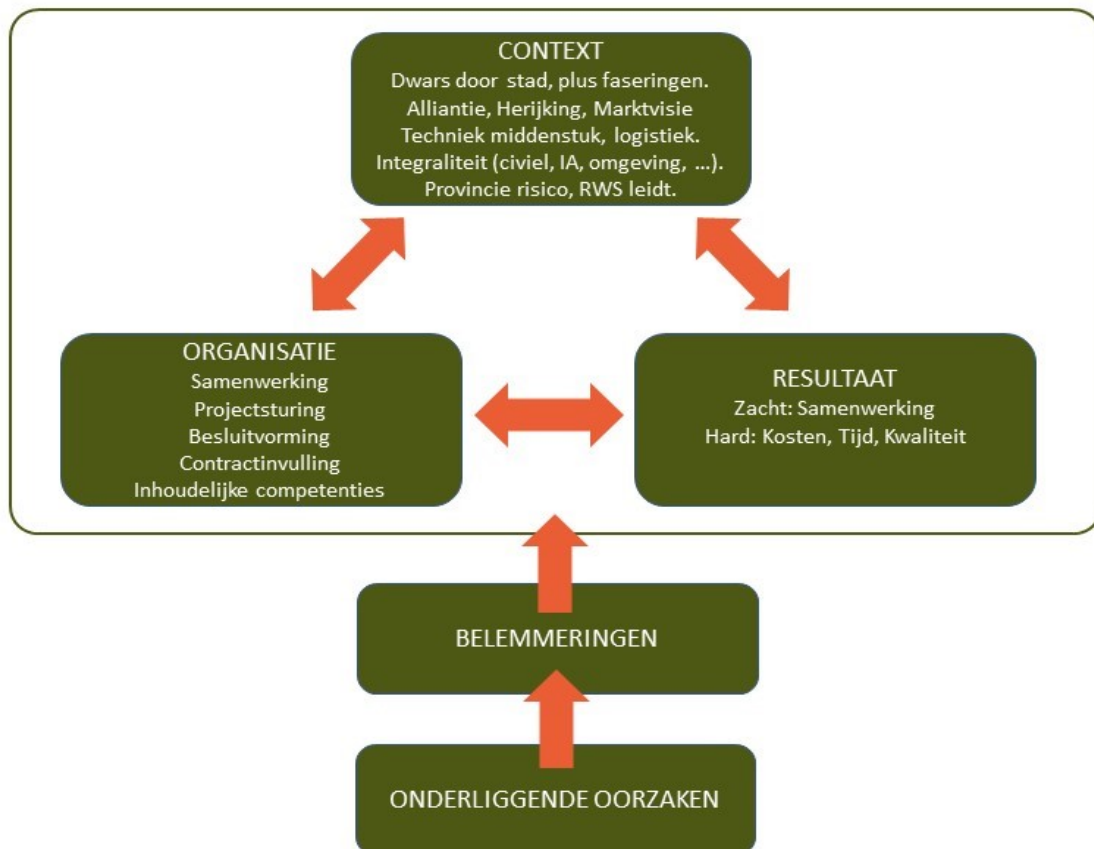 CONTEXT
Dwars door stad, plus faseringen.
Alliantie, Herijking, Marktvisie
Techniek middenstuk, logistiek.
Integraliteit (civiel, IA, omgeving, ...).
Provincie risico, RWS leidt.
ORGANISATIE
Samenwerking
Projectsturing
Besluitvorming
Contractinvulling
Inhoudelijke competenties
RESULTAAT
Zacht: Samenwerking
Hard: Kosten, Tijd, Kwaliteit
BELEMMERINGEN
ONDERLIGGENDE OORZAKEN